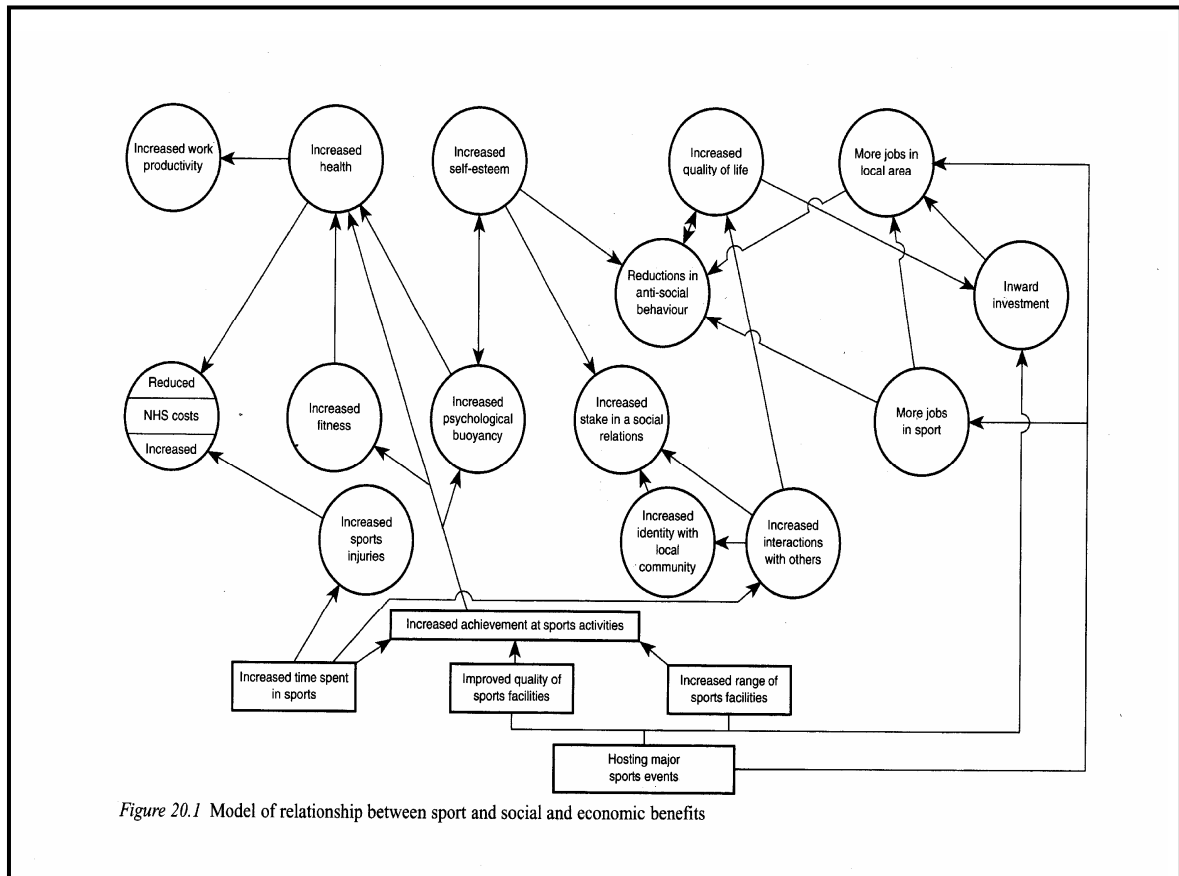 Increased work
productivity
Increased
health
Increased
self-esteem
Increased
quality of life
More jobs in
local area
Reductions in
anti-social
behaviour
Inward
investment
Reduced
NHS costs
Increased
Increased
fitness
Increased
psychological
buoyancy
Increased
stake in a social
relations
More jobs
in sport
Increased
sports
injuries
Increased
identity with
local
community
Increased
interactions
with others
Increased achievement at sports activities
Increased time spent
in sports
Improved quality of
sports facilities
Increased range of
sports facilities
Hosting major
sports events
Figure 20.1 Model of relationship between sport and social and economic benefits